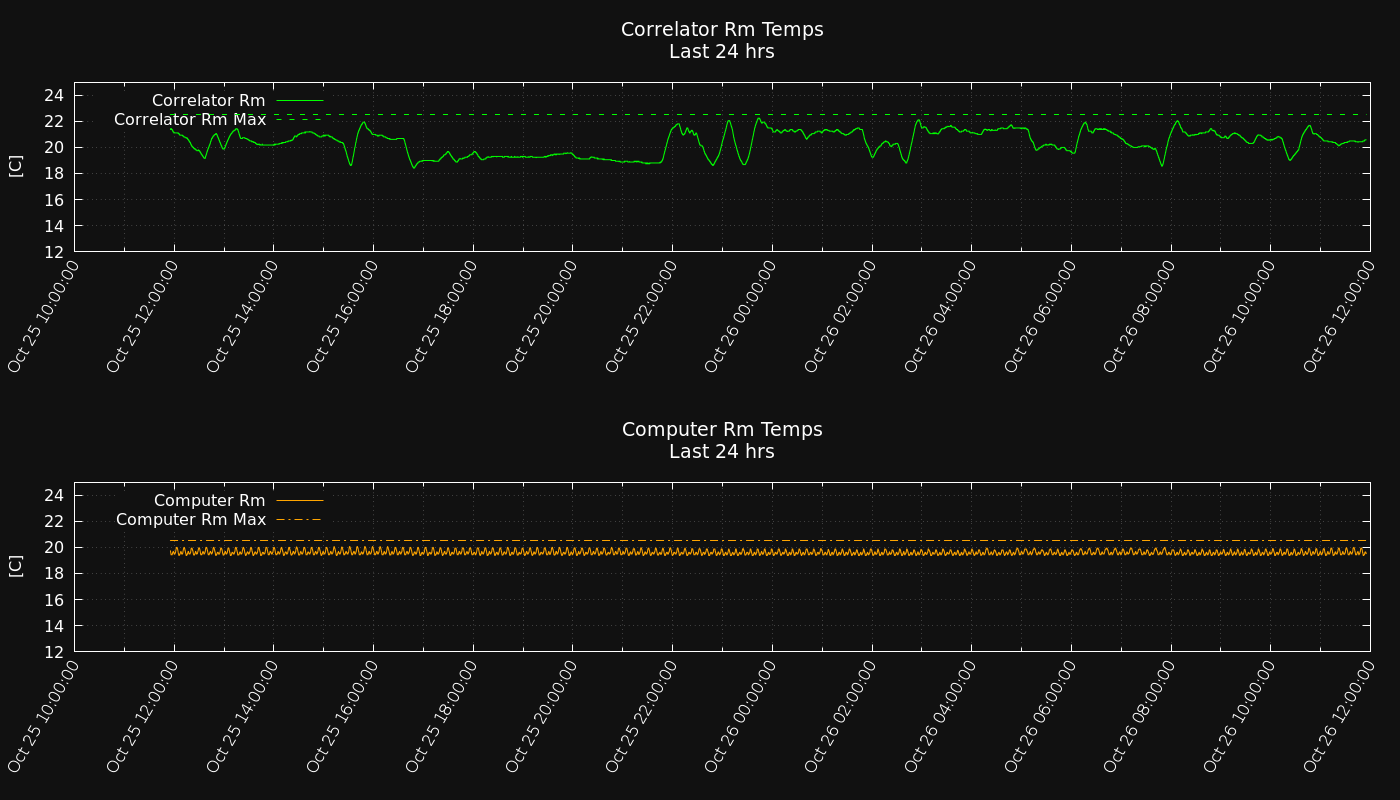 Correlator Rm Temps
Last 24 hrs
24
22
20
18
16
14
12
[C]
Correlator Rm
Correlator Rm Max
Oct 25 10:00:00
Oct 25 12:00:00
Oct 25 14:00:00
Oct 25 16:00:00
Oct 25 18:00:00
Oct 25 20:00:00
Oct 25 22:00:00
Oct 26 00:00:00
Oct 26 02:00:00
Oct 26 04:00:00
Oct 26 06:00:00
Oct 26 08:00:00
Oct 26 10:00:00
Oct 26 12:00:00
Computer Rm Temps
Last 24 hrs
24
22
20
18
16
14
12
[C]
Computer Rm
Computer Rm Max
Oct 25 10:00:00
Oct 25 12:00:00
Oct 25 14:00:00
Oct 25 16:00:00
Oct 25 18:00:00
Oct 25 20:00:00
Oct 25 22:00:00
Oct 26 00:00:00
Oct 26 02:00:00
Oct 26 04:00:00
Oct 26 06:00:00
Oct 26 08:00:00
Oct 26 10:00:00
Oct 26 12:00:00